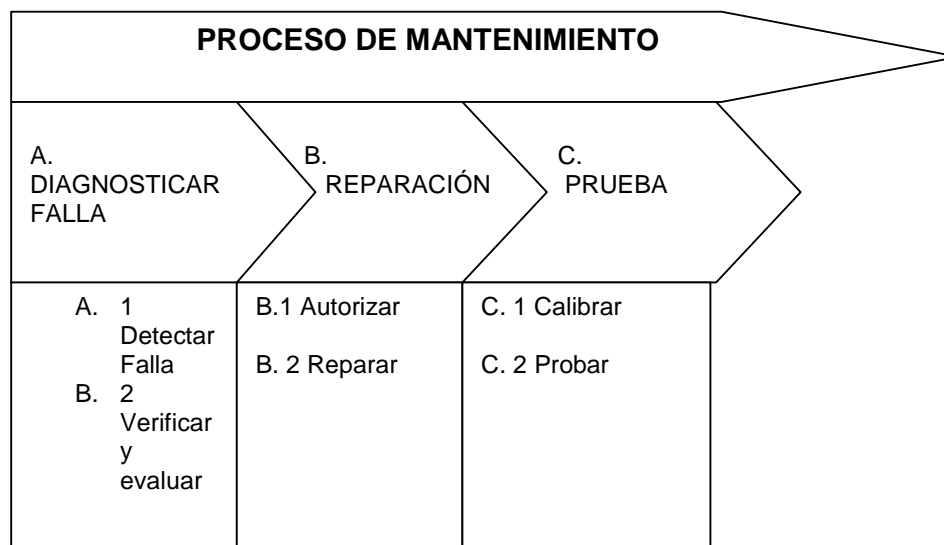 PROCESO DE MANTENIMIENTO
A.
DIAGNOSTICAR
FALLA
B.
REPARACIÓN
C.
PRUEBA
A. 1
Detectar
Falla
B. 2
Verificar
y
evaluar
B.1 Autorizar
B. 2 Reparar
C. 1 Calibrar
C. 2 Probar